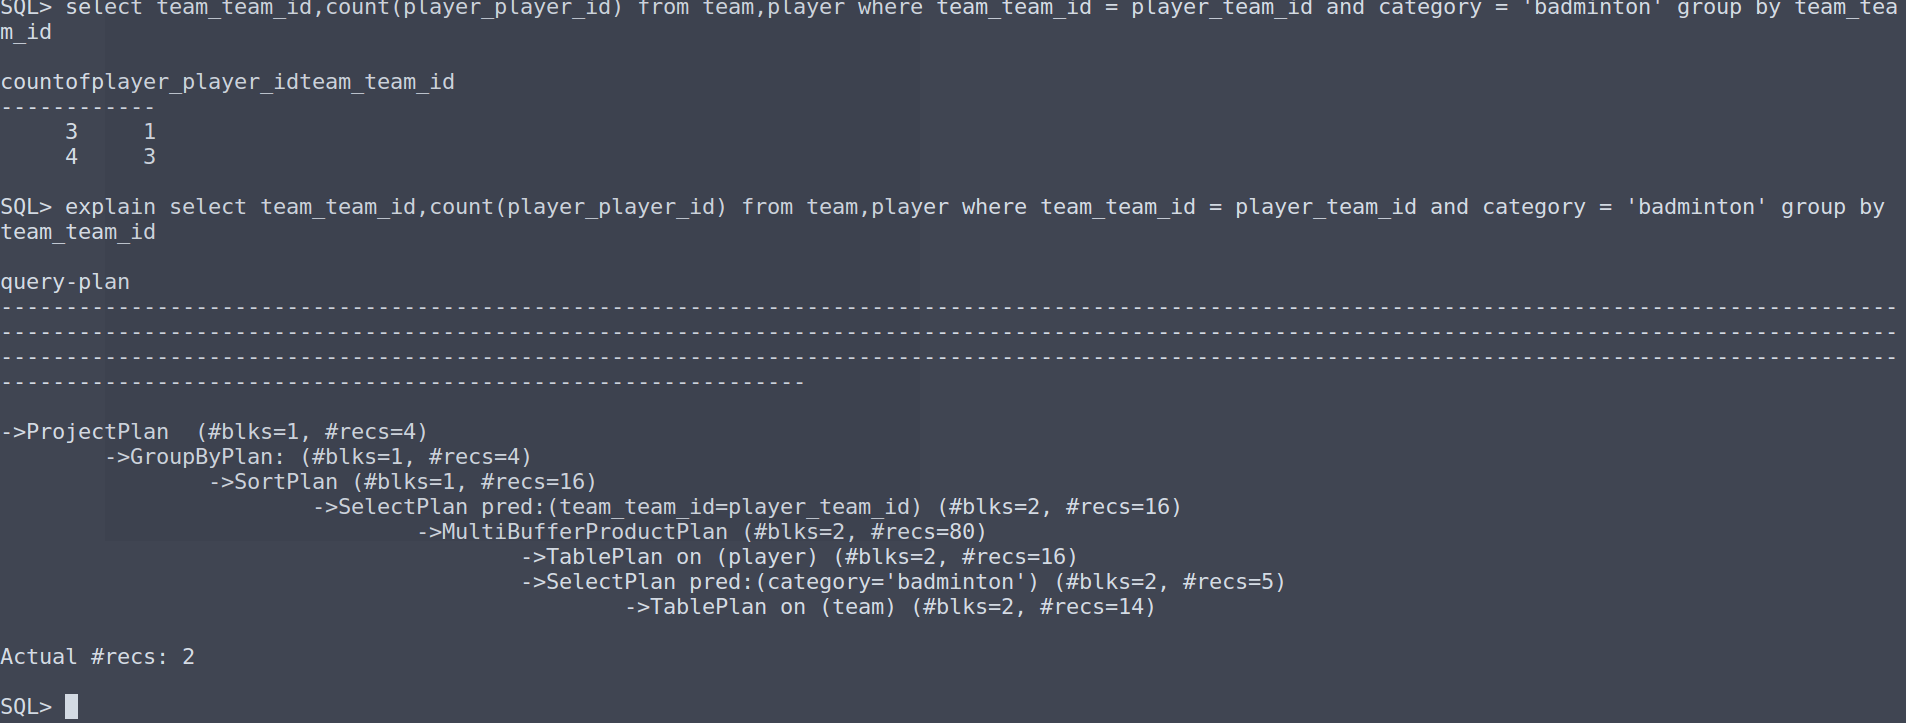 SQL> select team_team_id,count(player_player_id) from team,player where team_team_id = player_team_id and category = 'badminton' group by team_tea
m_id
countofplayer_player_idteam_team_id
------------
     3     1
     4     3
SQL> explain select team_team_id,count(player_player_id) from team,player where team_team_id = player_team_id and category = 'badminton' group by
team_team_id
query-plan
--------------------------------------------------------------------------------------------------------------------------------------------------
--------------------------------------------------------------------------------------------------------------------------------------------------
--------------------------------------------------------------------------------------------------------------------------------------------------
--------------------------------------------------------------
->ProjectPlan  (#blks=1, #recs=4)
        ->GroupByPlan: (#blks=1, #recs=4)
                ->SortPlan (#blks=1, #recs=16)
                        ->SelectPlan pred:(team_team_id=player_team_id) (#blks=2, #recs=16)
                                ->MultiBufferProductPlan (#blks=2, #recs=80)
                                        ->TablePlan on (player) (#blks=2, #recs=16)
                                        ->SelectPlan pred:(category='badminton') (#blks=2, #recs=5)
                                                ->TablePlan on (team) (#blks=2, #recs=14)
Actual #recs: 2
SQL>